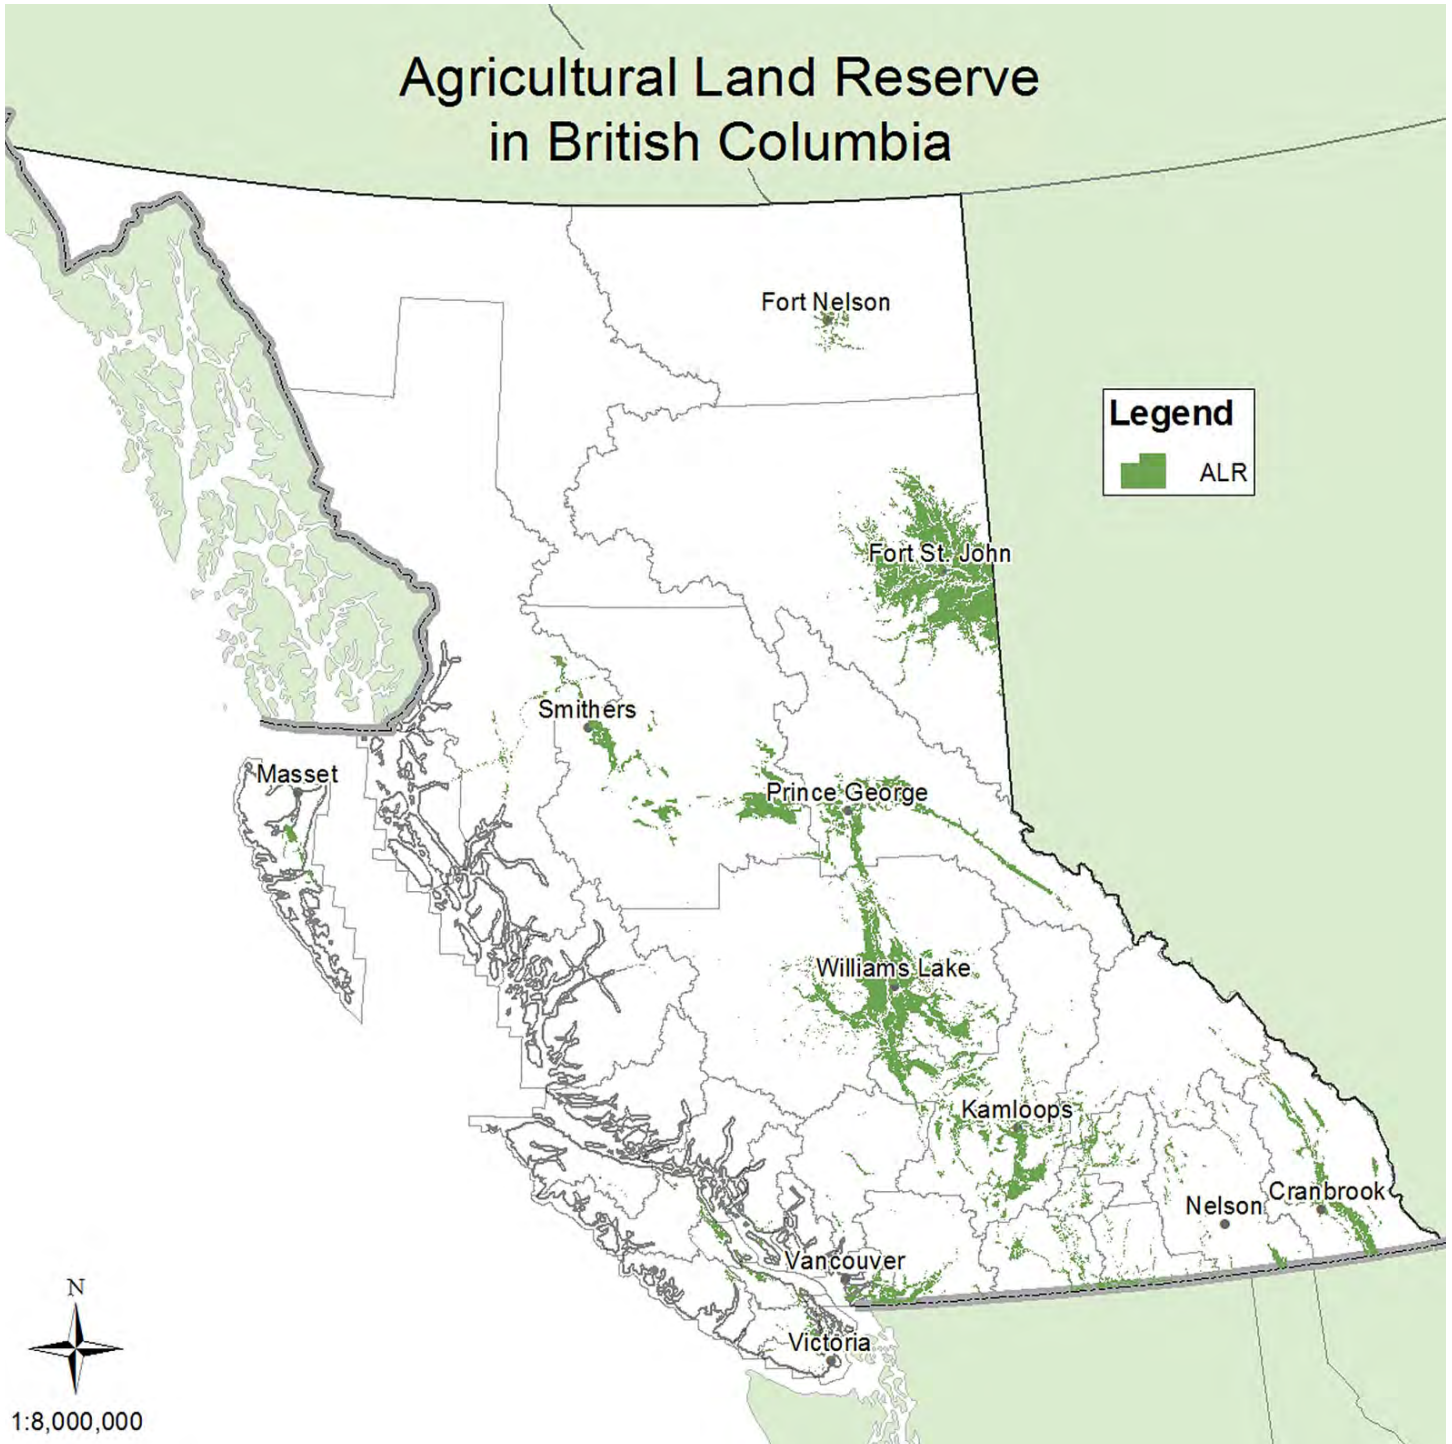 Agricultural Land Reserve
in British Columbia
Fort Nelson
Legend
ALR
Fort St. John
Smithers
Masset
Prince George
Williams Lake
Kamloops
Nelson
Cranbrook
Vancouver
Victoria
N
1:8,000,000